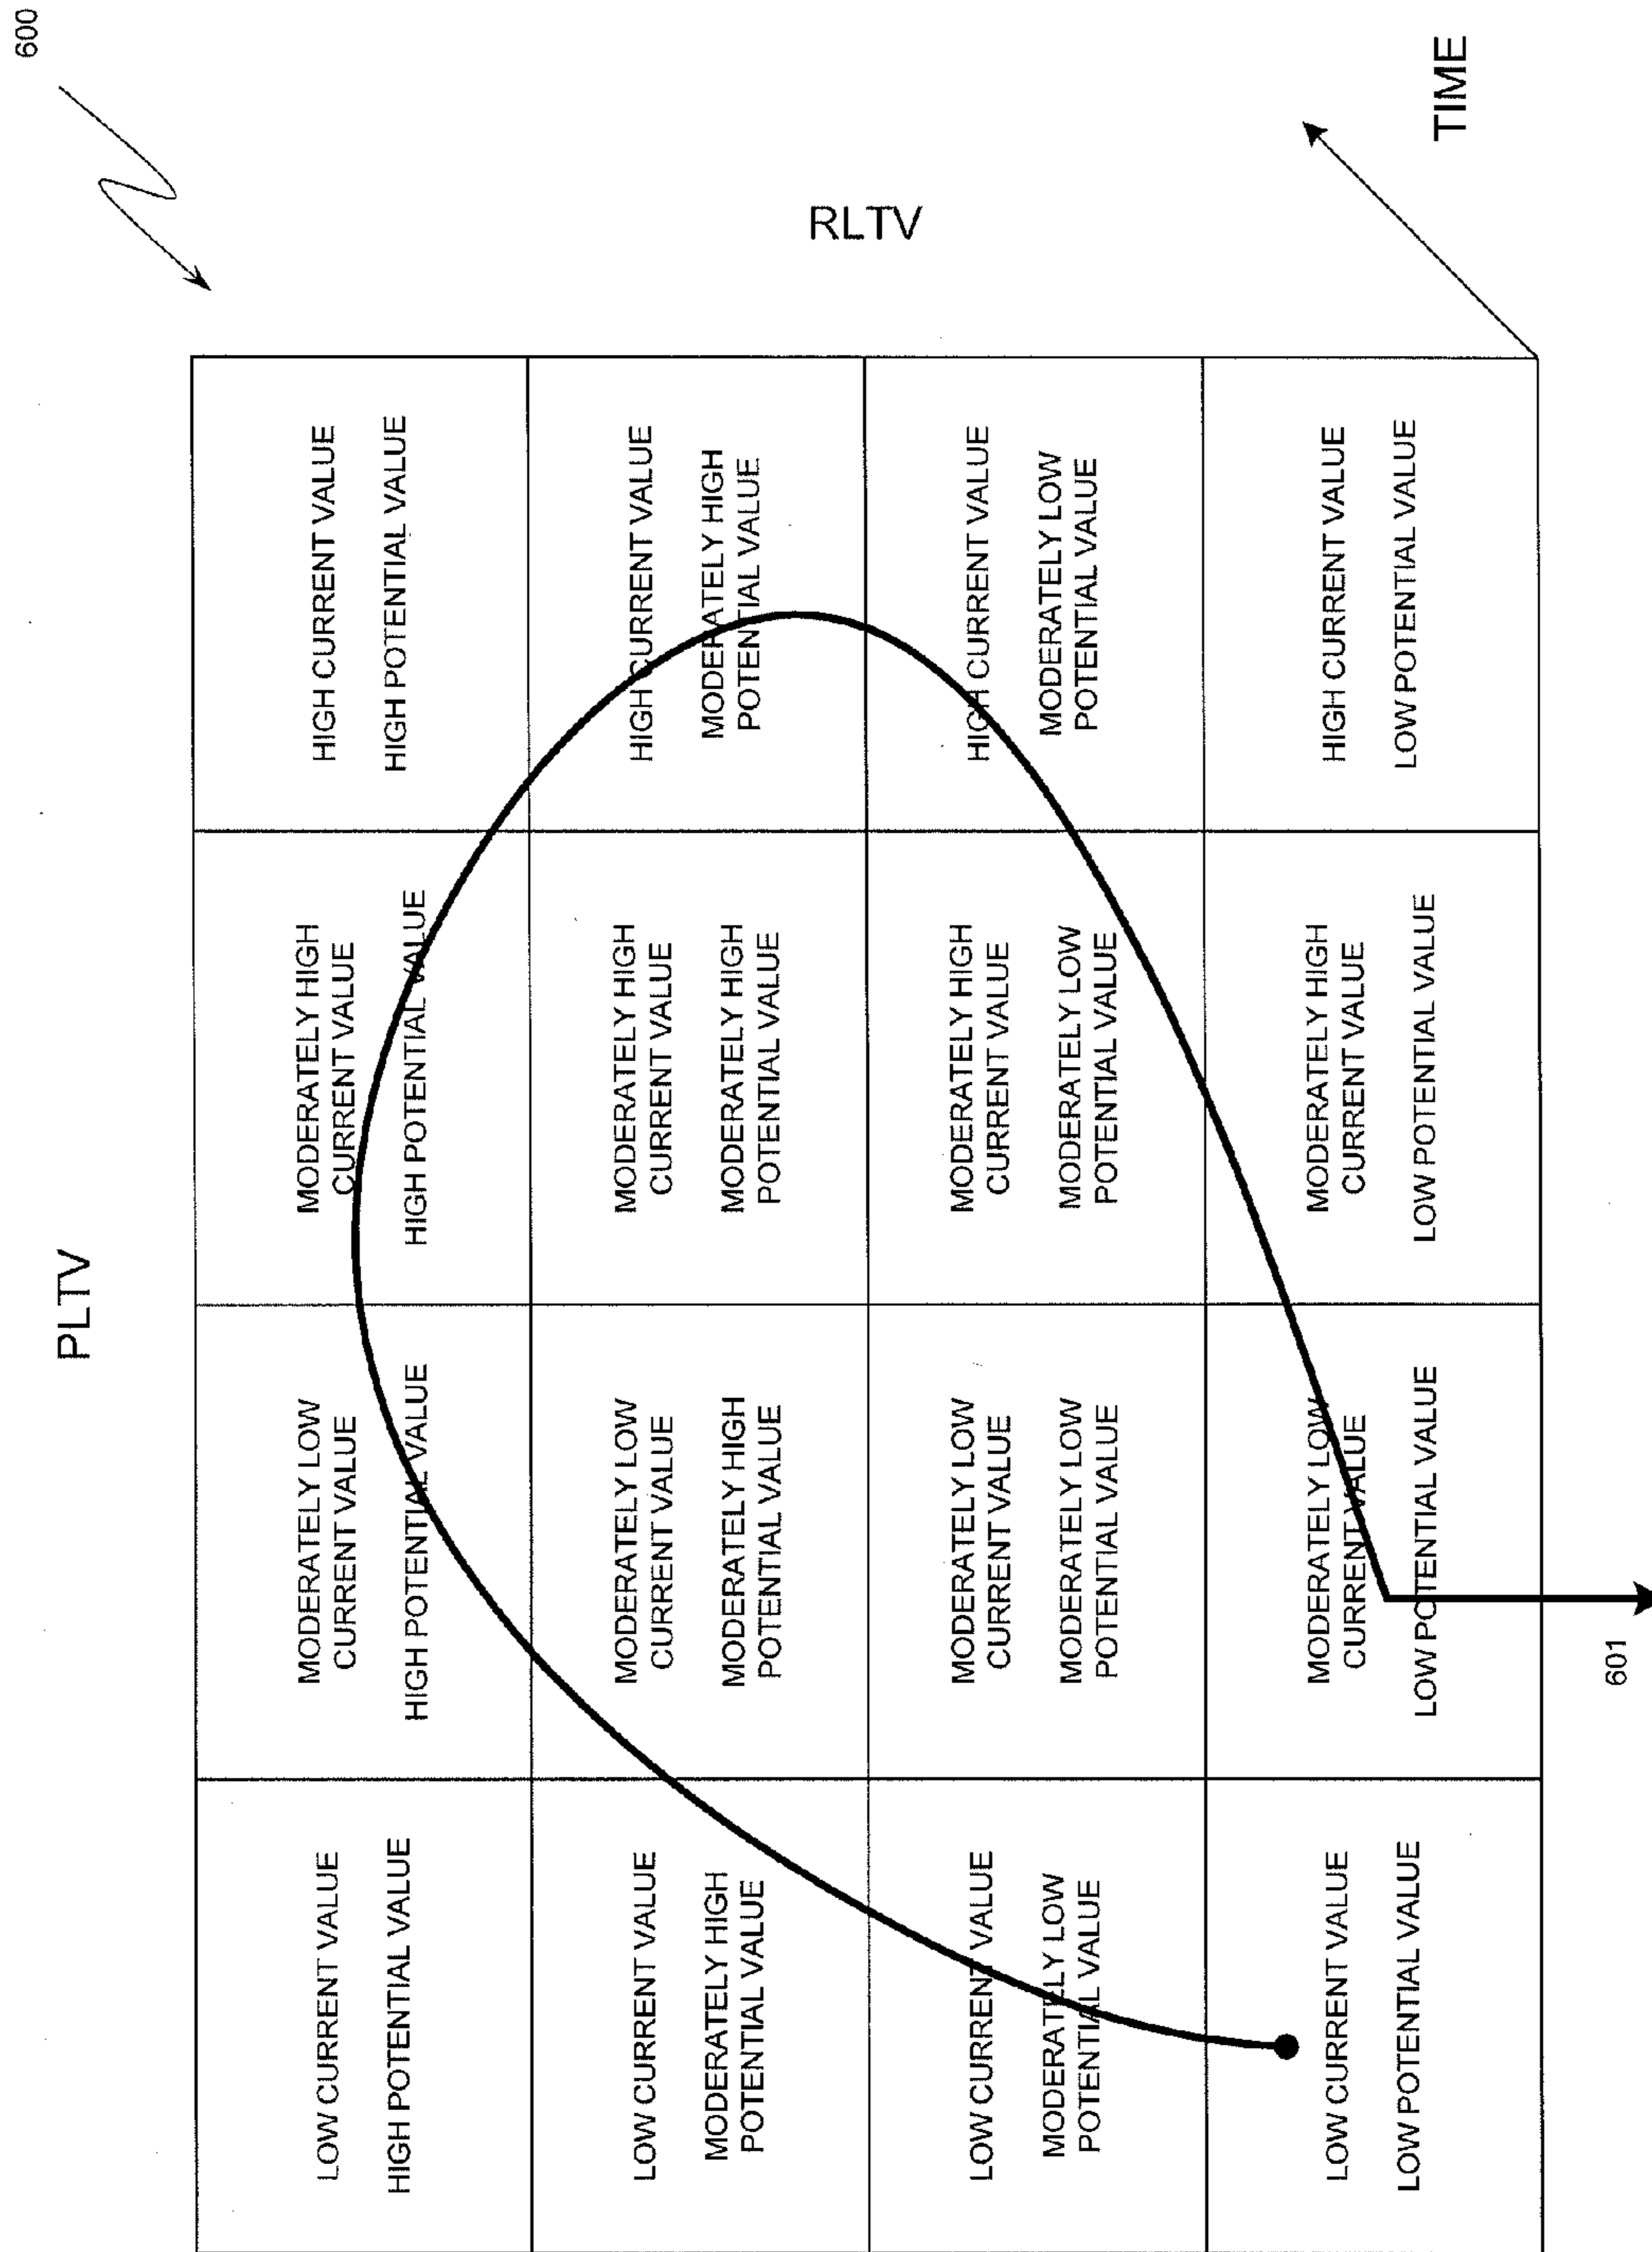 600
PLTV
LOW CURRENT VALUE
HIGH POTENTIAL VALUE
MODERATELY LOW
CURRENT VALUE
HIGH POTENTIAL VALUE
MODERATELY HIGH
CURRENT VALUE
HIGH POTENTIAL VALUE
HIGH CURRENT VALUE
HIGH POTENTIAL VALUE
LOW CURRENT VALUE
MODERATELY HIGH
POTENTIAL VALUE
MODERATELY LOW
CURRENT VALUE
MODERATELY HIGH
POTENTIAL VALUE
MODERATELY HIGH
CURRENT VALUE
MODERATELY HIGH
POTENTIAL VALUE
HIGH CURRENT VALUE
MODERATELY HIGH
POTENTIAL VALUE
RLTV
LOW CURRENT VALUE
MODERATELY LOW
POTENTIAL VALUE
MODERATELY LOW
CURRENT VALUE
MODERATELY LOW
POTENTIAL VALUE
MODERATELY HIGH
CURRENT VALUE
MODERATELY LOW
POTENTIAL VALUE
HIGH CURRENT VALUE
MODERATELY LOW
POTENTIAL VALUE
LOW CURRENT VALUE
LOW POTENTIAL VALUE
MODERATELY LOW
CURRENT VALUE
LOW POTENTIAL VALUE
MODERATELY HIGH
CURRENT VALUE
LOW POTENTIAL VALUE
HIGH CURRENT VALUE
LOW POTENTIAL VALUE
TIME
601